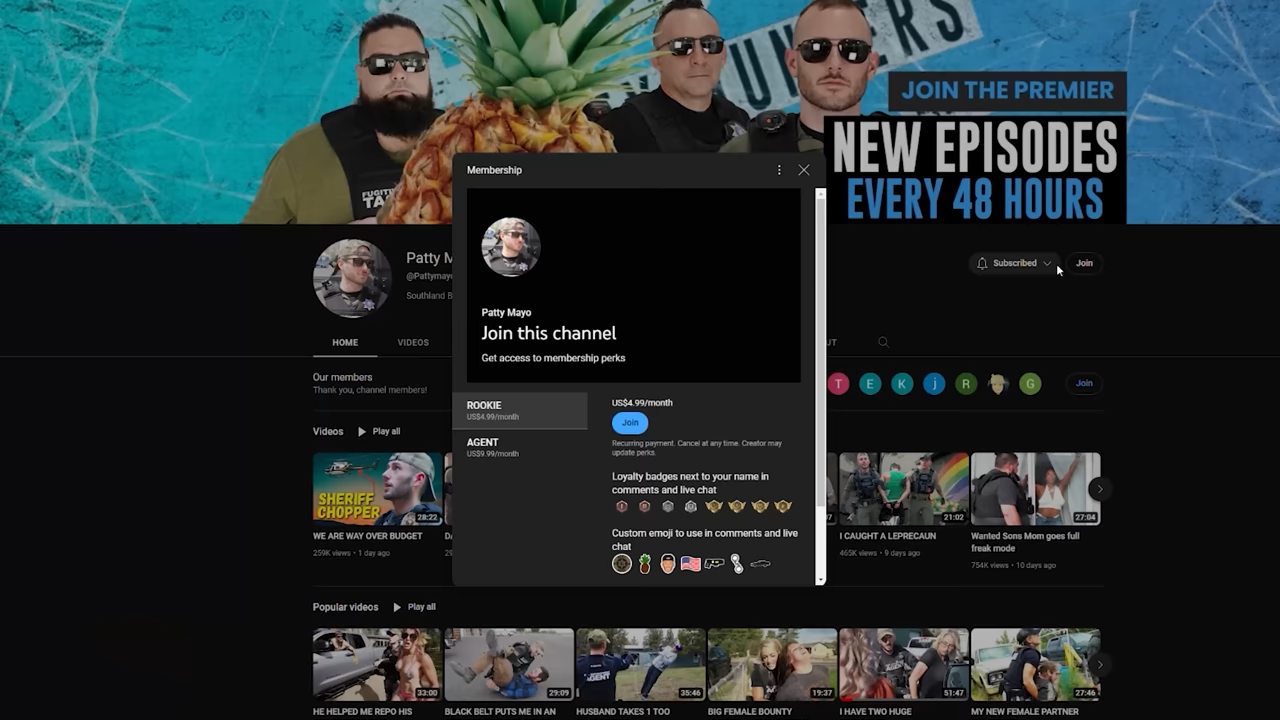 JOIN THE PREMIER
NEW EPISODES
EVERY 48 HOURS
FUGITI
TA
Membership
Patty Mayo
Join this channel
Get access to membership perks
Patty M
@Pattymayo
Southland B
Subscribed
Join
HOME
VIDEOS
UT
Our members
Thank you, channel members!
T
E
K
j
R
G
Join
ROOKIE
US$4.99/month
AGENT
US$9.99/month
US$4.99/month
Join
Recurring payment. Cancel at any time. Creator may
update perks.
Loyalty badges next to your name in
comments and live chat
Custom emoji to use in comments and live
chat
Videos
Play all
SHERIFF
CHOPPER
28:22
21:02
27:04
WE ARE WAY OVER BUDGET
259K views • 1 day ago
I CAUGHT A LEPRECAUN
465K views • 9 days ago
Wanted Sons Mom goes full
freak mode
754K views • 10 days ago
Popular videos
Play all
33:00
29:09
35:46
19:37
51:47
27:46
HE HELPED ME REPO HIS
BLACK BELT PUTS ME IN AN
HUSBAND TAKES 1 TOO
BIG FEMALE BOUNTY
I HAVE TWO HUGE
MY NEW FEMALE PARTNER